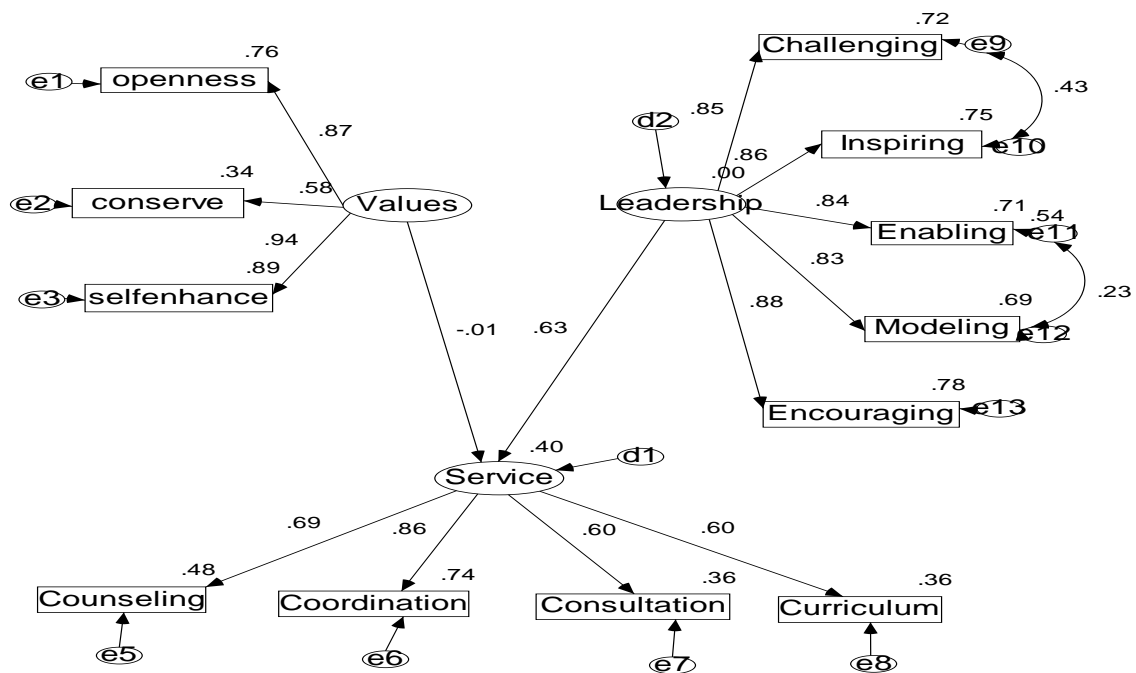 .72
Challenging
e9
.76
e1
openness
.43
.85
d2
.75
.87
Inspiring
e10
.86
.00
.34
.58
e2
conserve
Values
Leadership
.84
.71
.54
Enabling
e11
.94
.83
.89
e3
selfenhance
.88
.69
.23
-.01
.63
Modeling
e12
.78
Encouraging
e13
.40
d1
Service
.69
.86
.60
.60
.48
.74
.36
.36
Counseling
Coordination
Consultation
Curriculum
e5
e6
e7
e8